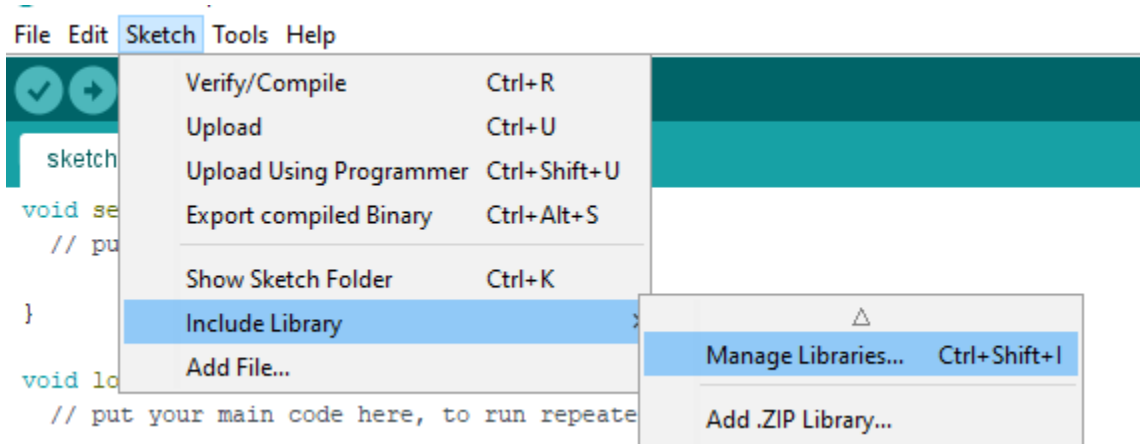 File Edit Sketch Tools Help
Verify/Compile Ctrl+R
Upload Ctrl+U
sketch
Upload Using Programmer Ctrl+Shift+U
void se
Export compiled Binary Ctrl+Alt+S
// pu
Show Sketch Folder Ctrl+K
}
Include Library
Manage Libraries... Ctrl+Shift+I
Add File...
void lo
// put your main code here, to run repeate
Add .ZIP Library...